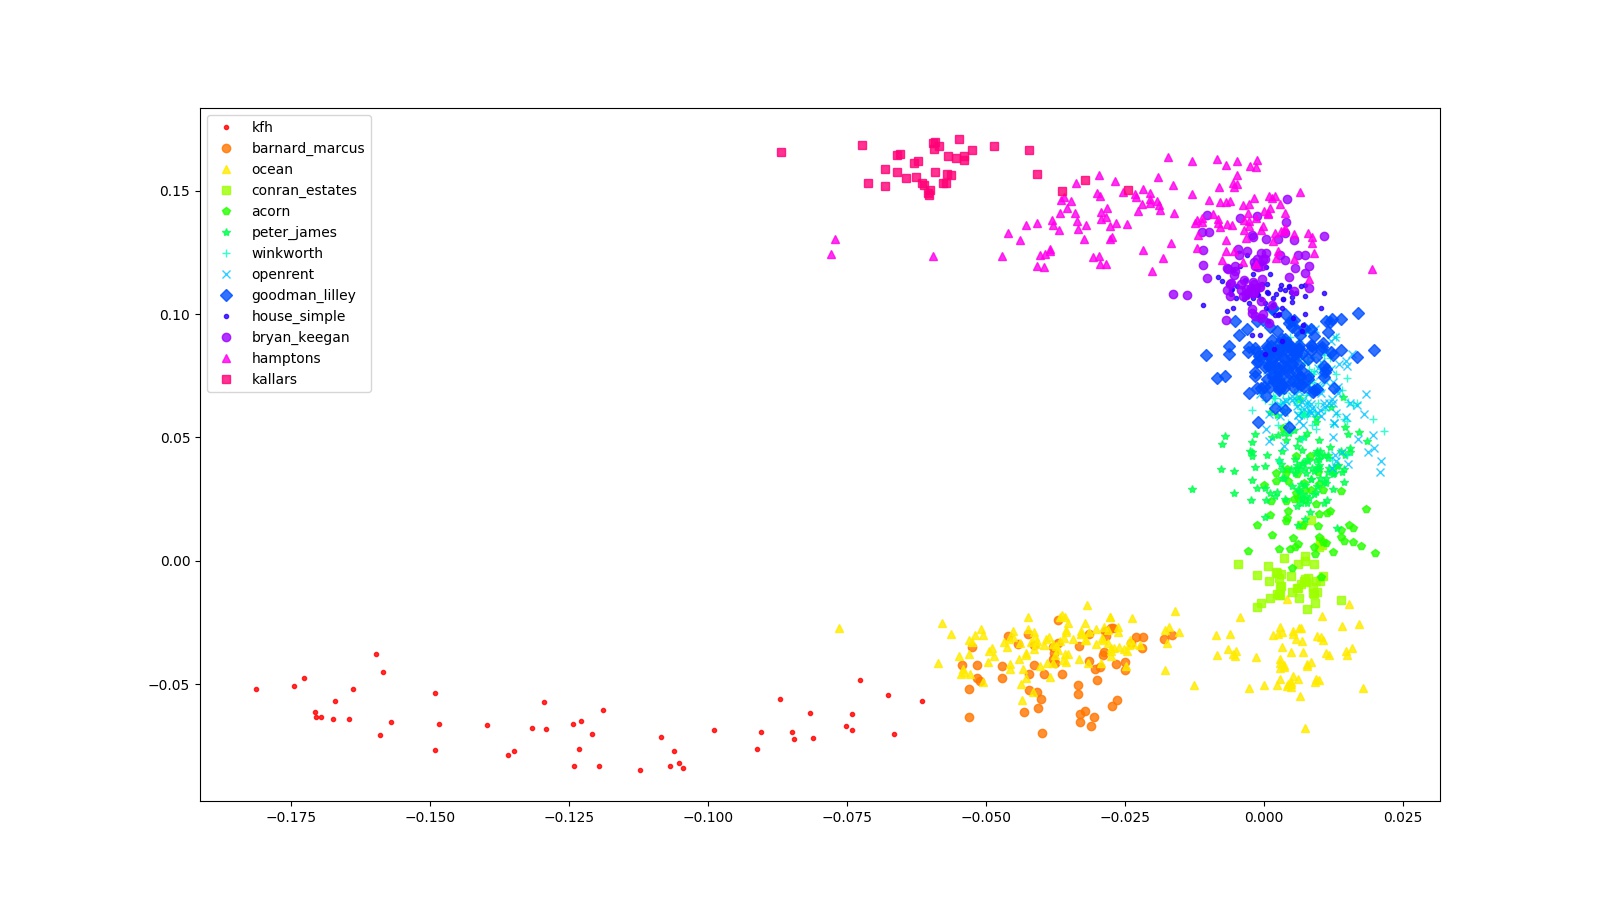 kfh
barnard_marcus
ocean
conran_estates
acorn
peter_james
winkworth
openrent
goodman_lilley
house_simple
bryan_keegan
hamptons
kallars
0.15
0.10
0.05
0.00
−0.05
−0.175 −0.150 −0.125 −0.100 −0.075 −0.050 −0.025 0.000 0.025